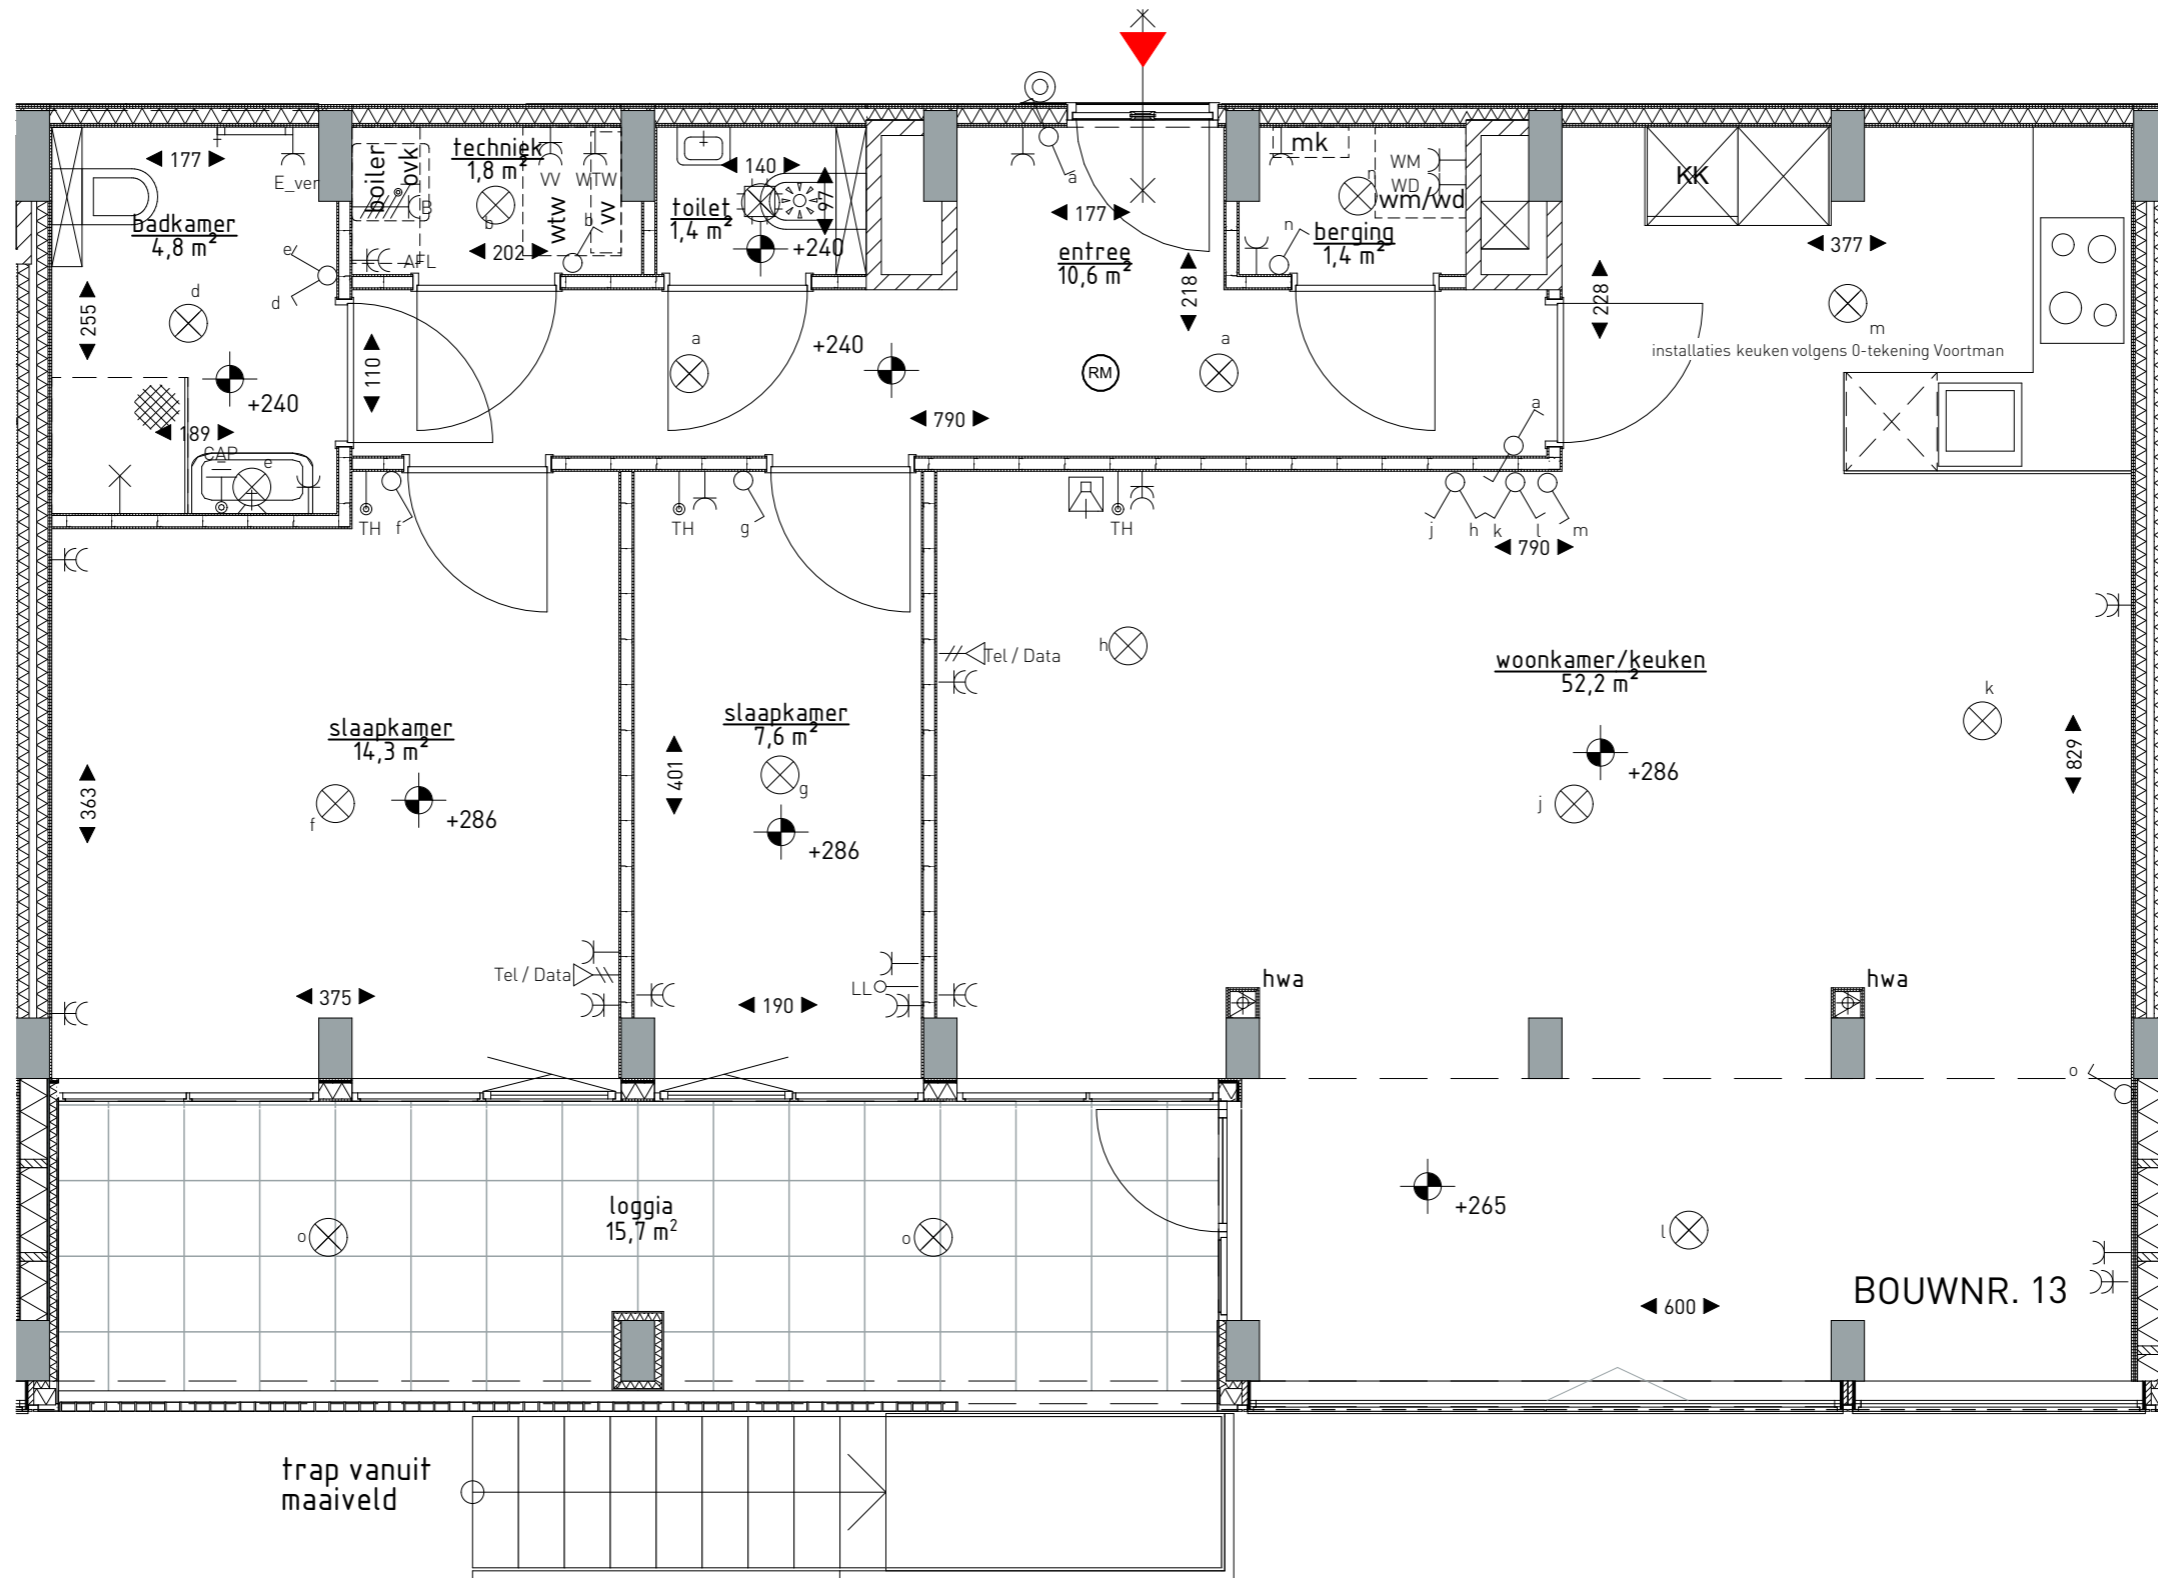 177
E_ver
badkamer
4,8 m²
e
d
d
255
+240
189
CAP
e
boiler
bvk
B
AFL
techniek
1,8 m²
b
VV
WTW
wtw
vv
b
202
110
140
toilet
1,4 m²
97
+240
a
177
entree
10,6 m²
218
a
+240
RM
a
790
a
mk
WM
WD
wm/wd
n
berging
1,4 m²
KK
377
228
m
installaties keuken volgens 0-tekening Voortman
TH
f
TH
g
TH
j
h
k
l
m
790
slaapkamer
14,3 m²
363
f
+286
375
Tel / Data
slaapkamer
7,6 m²
401
g
+286
190
LL
Tel / Data
h
woonkamer/keuken
52,2 m²
k
829
j
+286
hwa
hwa
o
loggia
15,7 m²
o
o
+265
l
600
BOUWNR. 13
trap vanuit
maaiveld